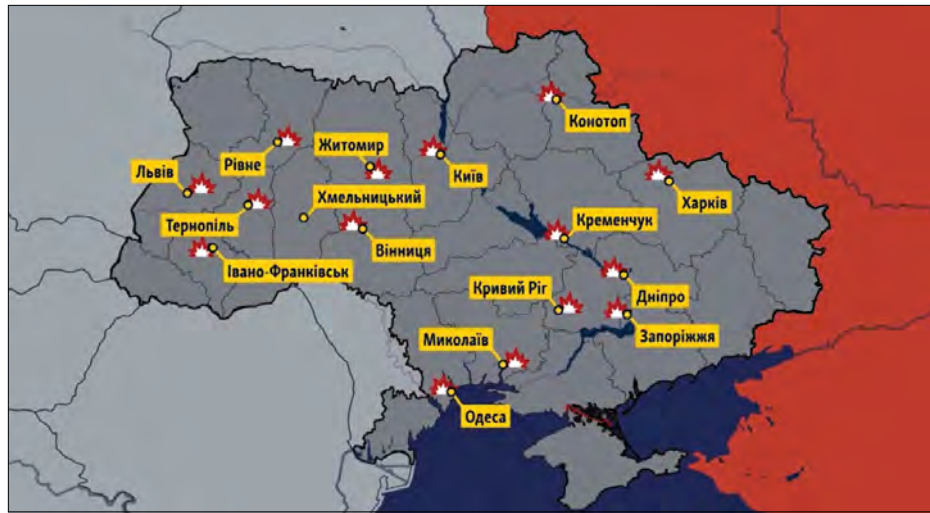 Конотоп
Житомир
Рівне
Київ
Львів
Харків
Хмельницький
Тернопіль
Кременчук
Вінниця
Івано-Франківськ
Кривий Ріг
Дніпро
Запоріжжя
Миколаїв
Одеса